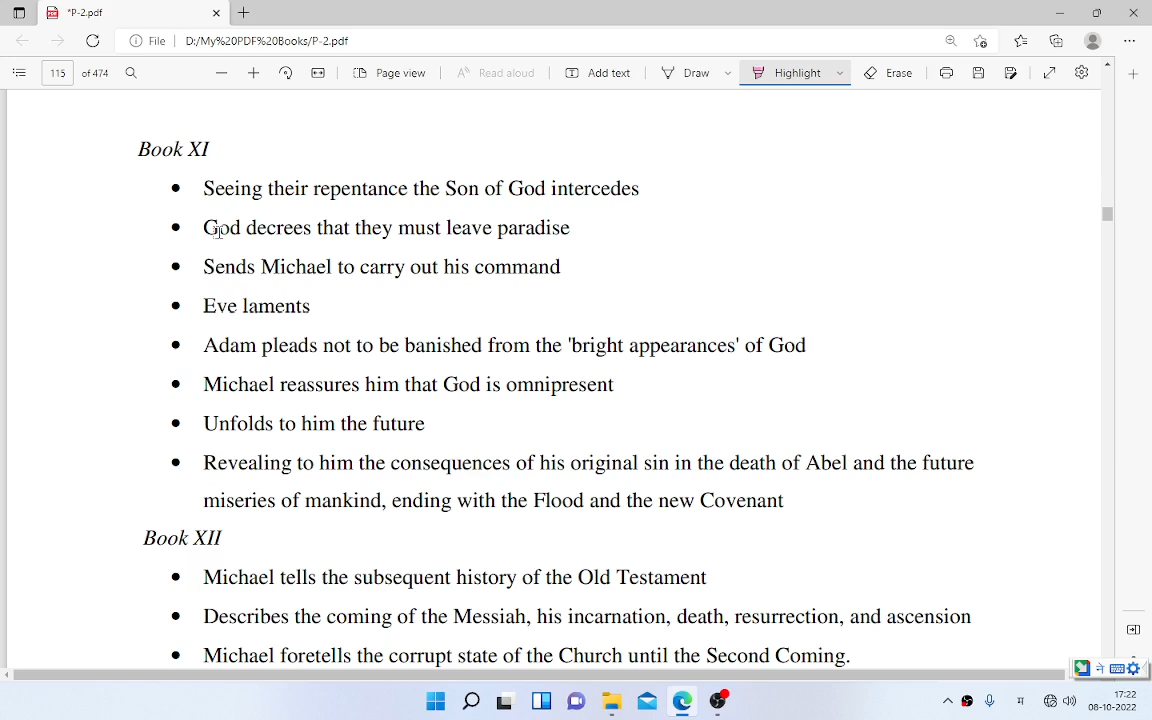 *P-2.pdf
File
D:/My%20PDF%20Books/P-2.pdf
115 of 474
Page view
Read aloud
Add text
Draw
Highlight
Erase
Book XI
• Seeing their repentance the Son of God intercedes
• God decrees that they must leave paradise
• Sends Michael to carry out his command
• Eve laments
• Adam pleads not to be banished from the 'bright appearances' of God
• Michael reassures him that God is omnipresent
• Unfolds to him the future
• Revealing to him the consequences of his original sin in the death of Abel and the future
miseries of mankind, ending with the Flood and the new Covenant
Book XII
• Michael tells the subsequent history of the Old Testament
• Describes the coming of the Messiah, his incarnation, death, resurrection, and ascension
• Michael foretells the corrupt state of the Church until the Second Coming.
म
17:22
08-10-2022